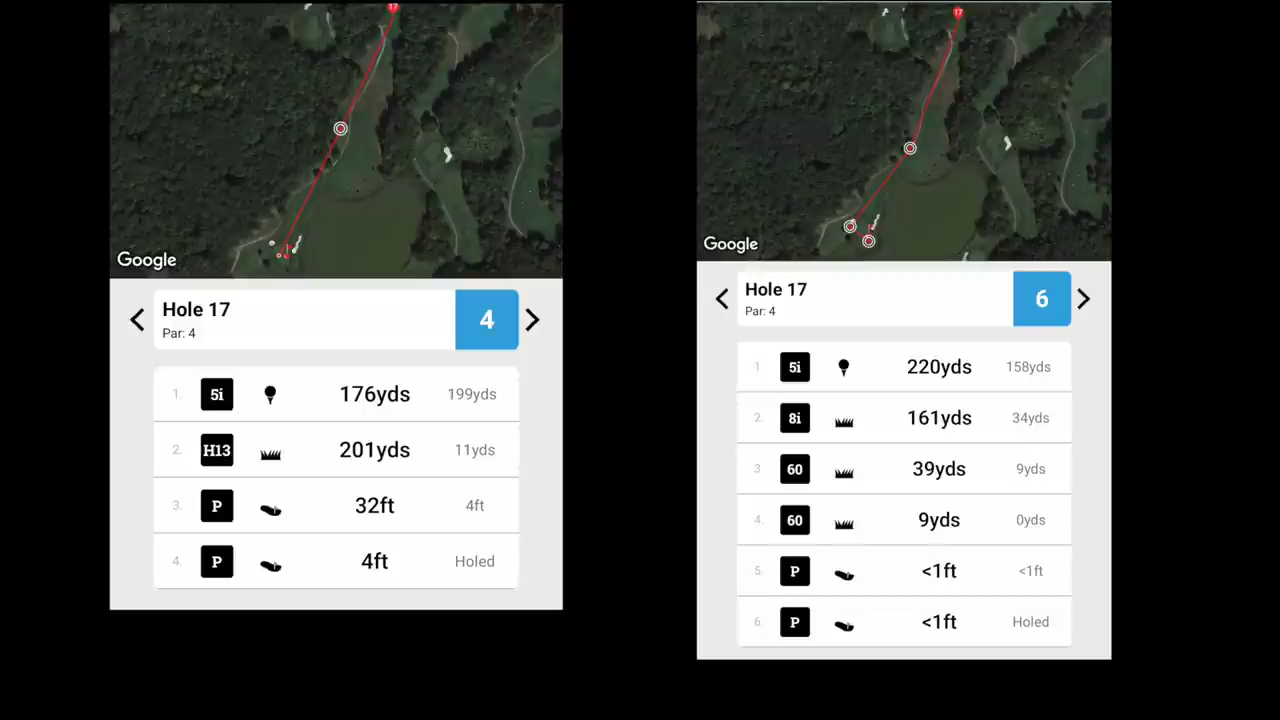 17
Google
Hole 17
Par: 4
4
1. 5i 176yds 199yds
2. H13 201yds 11yds
3. P 32ft 4ft
4. P 4ft Holed
17
Google
Hole 17
Par: 4
6
1 5i 220yds 158yds
2. 8i 161yds 34yds
3 60 39yds 9yds
4. 60 9yds 0yds
5. P <1ft <1ft
6. P <1ft Holed